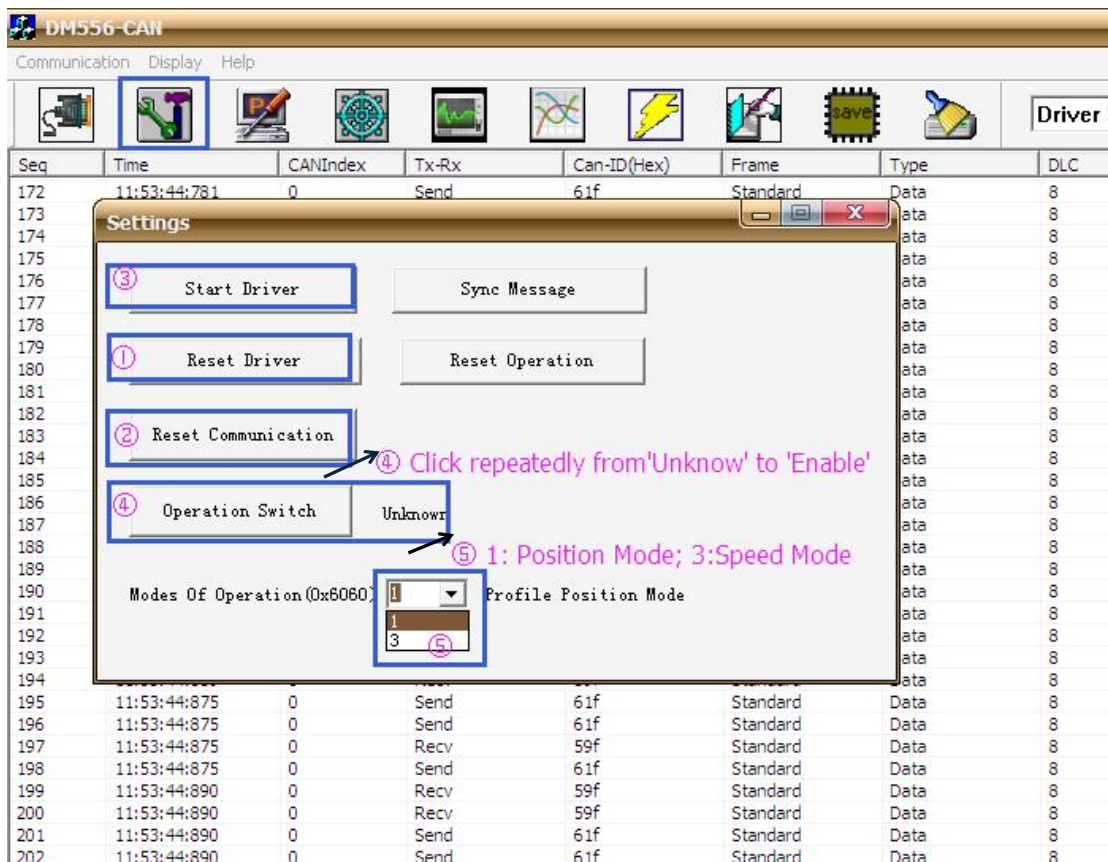 DM556-CAN
Communication Display Help
P
save
Driver
Seq Time CANIndex Tx-Rx Can-ID(Hex) Frame Type DLC
172 11:53:44:781 0 Send 61f Standard Data 8
173 ata 8
Settings
174 ata 8
175 ata 8
③ Start Driver Sync Message
176 ata 8
177 ata 8
178 ata 8
179 ata 8
① Reset Driver Reset Operation
180 ata 8
181 ata 8
182 ata 8
② Reset Communication
183 ata 8
184 ata 8
④ Click repeatedly from'Unknow' to 'Enable'
185 ata 8
186 ata 8
④ Operation Switch Unknown
187 ata 8
188 ata 8
⑤ 1: Position Mode; 3:Speed Mode
189 ata 8
190 ata 8
Modes Of Operation(0x6060) 1 Profile Position Mode
191 ata 8
1
192 ata 8
3 ⑤
193 ata 8
194 Data 8
195 11:53:44:875 0 Send 61f Standard Data 8
196 11:53:44:875 0 Send 61f Standard Data 8
197 11:53:44:875 0 Recv 59f Standard Data 8
198 11:53:44:875 0 Send 61f Standard Data 8
199 11:53:44:890 0 Recv 59f Standard Data 8
200 11:53:44:890 0 Recv 59f Standard Data 8
201 11:53:44:890 0 Send 61f Standard Data 8
202 11:53:44:890 0 Send 61f Standard Data 8